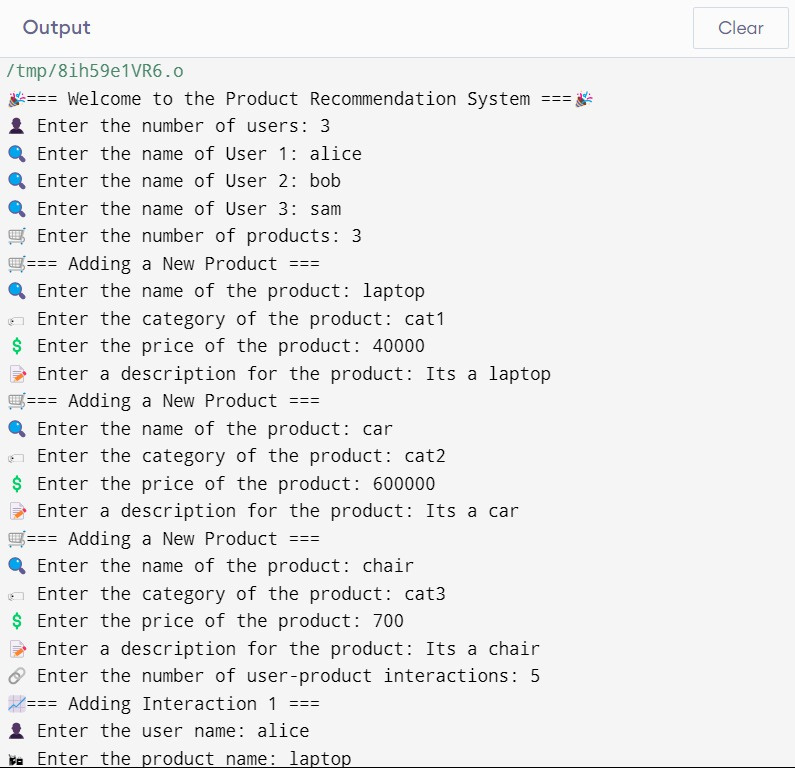 Output
Clear
/tmp/8ih59e1VR6.o
🎉=== Welcome to the Product Recommendation System ===🎉
👤 Enter the number of users: 3
🔍 Enter the name of User 1: alice
🔍 Enter the name of User 2: bob
🔍 Enter the name of User 3: sam
🛒 Enter the number of products: 3
🛒=== Adding a New Product ===
🔍 Enter the name of the product: laptop
🏷️ Enter the category of the product: cat1
💲 Enter the price of the product: 40000
📝 Enter a description for the product: Its a laptop
🛒=== Adding a New Product ===
🔍 Enter the name of the product: car
🏷️ Enter the category of the product: cat2
💲 Enter the price of the product: 600000
📝 Enter a description for the product: Its a car
🛒=== Adding a New Product ===
🔍 Enter the name of the product: chair
🏷️ Enter the category of the product: cat3
💲 Enter the price of the product: 700
📝 Enter a description for the product: Its a chair
🔗 Enter the number of user-product interactions: 5
📈=== Adding Interaction 1 ===
👤 Enter the user name: alice
Enter the product name: laptop